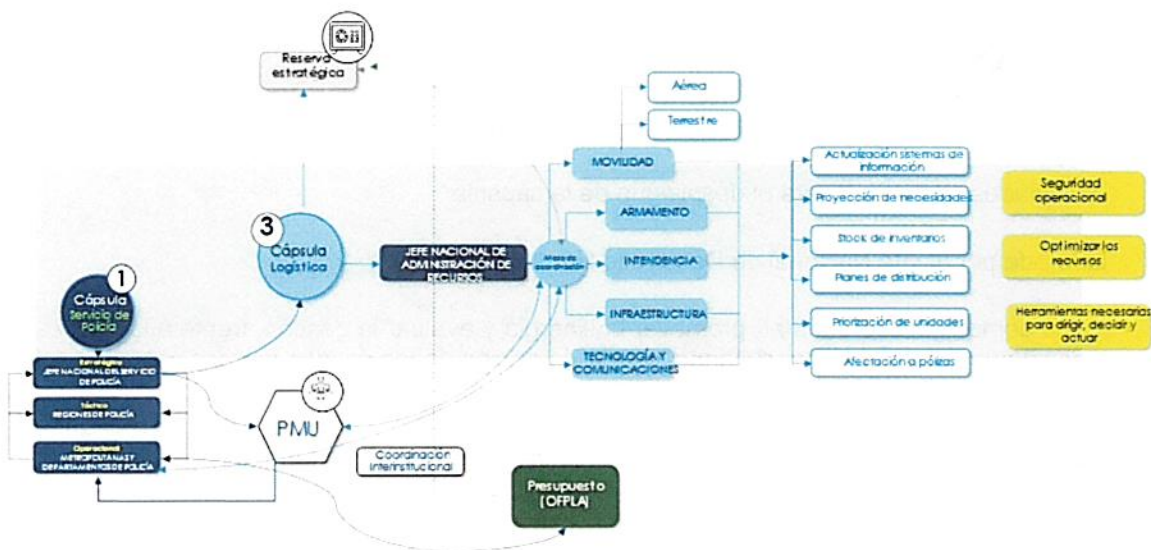 Reserva
estratégica
Aérea
Terrestre
MOVILIDAD
ARMAMENTO
INTENDENCIA
INFRAESTRUCTURA
TECNOLOGÍA Y
COMUNICACIONES
Actualización sistemas de
información
Proyección de necesidades
Stock de inventarios
Planes de distribución
Priorización de unidades
Afectación a pólizas
Seguridad
operacional
Optimizar los
recursos
Herramientas necesarias
para dirigir, decidir y
actuar
3
Cápsula
Logística
JEFE NACIONAL DE
ADMINISTRACIÓN DE
RECURSOS
Mesa de
coordinación
1
Cápsula
Servicio de
Policía
Estratégico
JEFE NACIONAL DEL SERVICIO
DE POLICÍA
Táctico
REGIONES DE POLICÍA
Operacional
METROPOLITANAS Y
DEPARTAMENTOS DE POLICÍA
PMU
Coordinación
Interinstitucional
Presupuesto
(OFPLA)